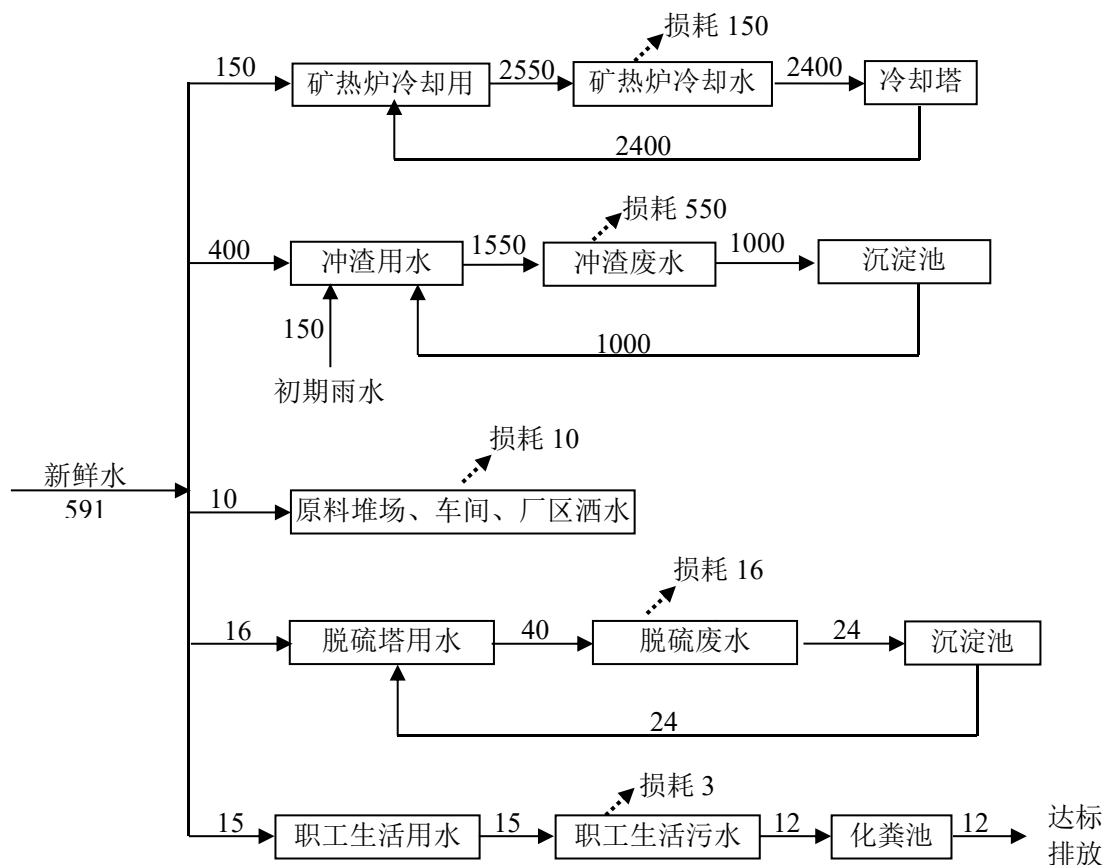 损耗 150
150
矿热炉冷却用
2550
矿热炉冷却水
2400
冷却塔
2400
损耗 550
400
冲渣用水
1550
冲渣废水
1000
沉淀池
150
1000
初期雨水
损耗 10
新鲜水
591
10
原料堆场、车间、厂区洒水
损耗 16
16
脱硫塔用水
40
脱硫废水
24
沉淀池
24
损耗 3
15
职工生活用水
15
职工生活污水
12
化粪池
12
达标
排放